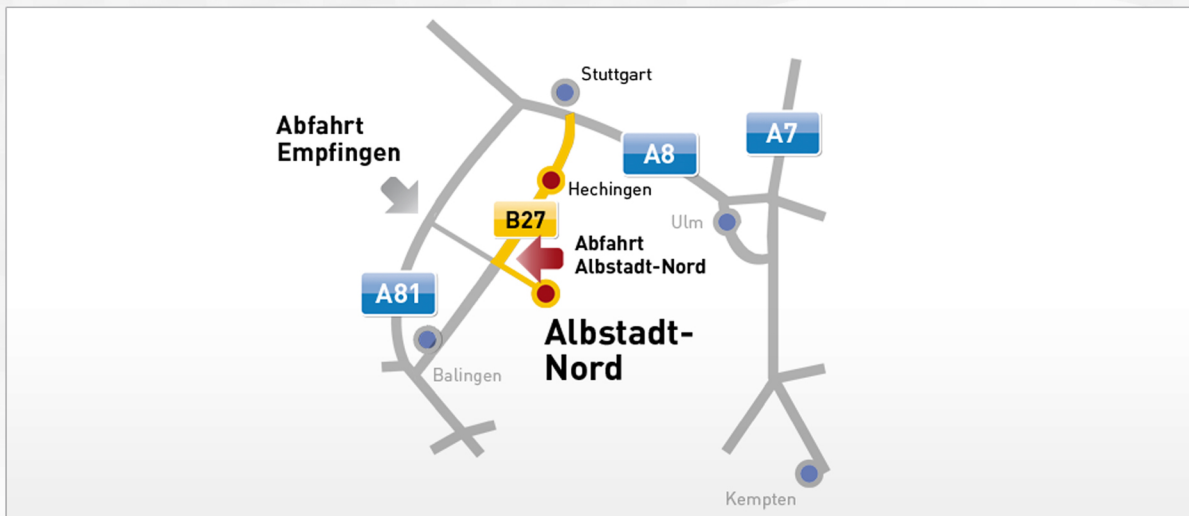 Stuttgart
Abfahrt
Empfingen
A7
A8
Hechingen
B27
Ulm
Abfahrt
Albstadt-Nord
A81
Albstadt-
Nord
Balingen
Kempten